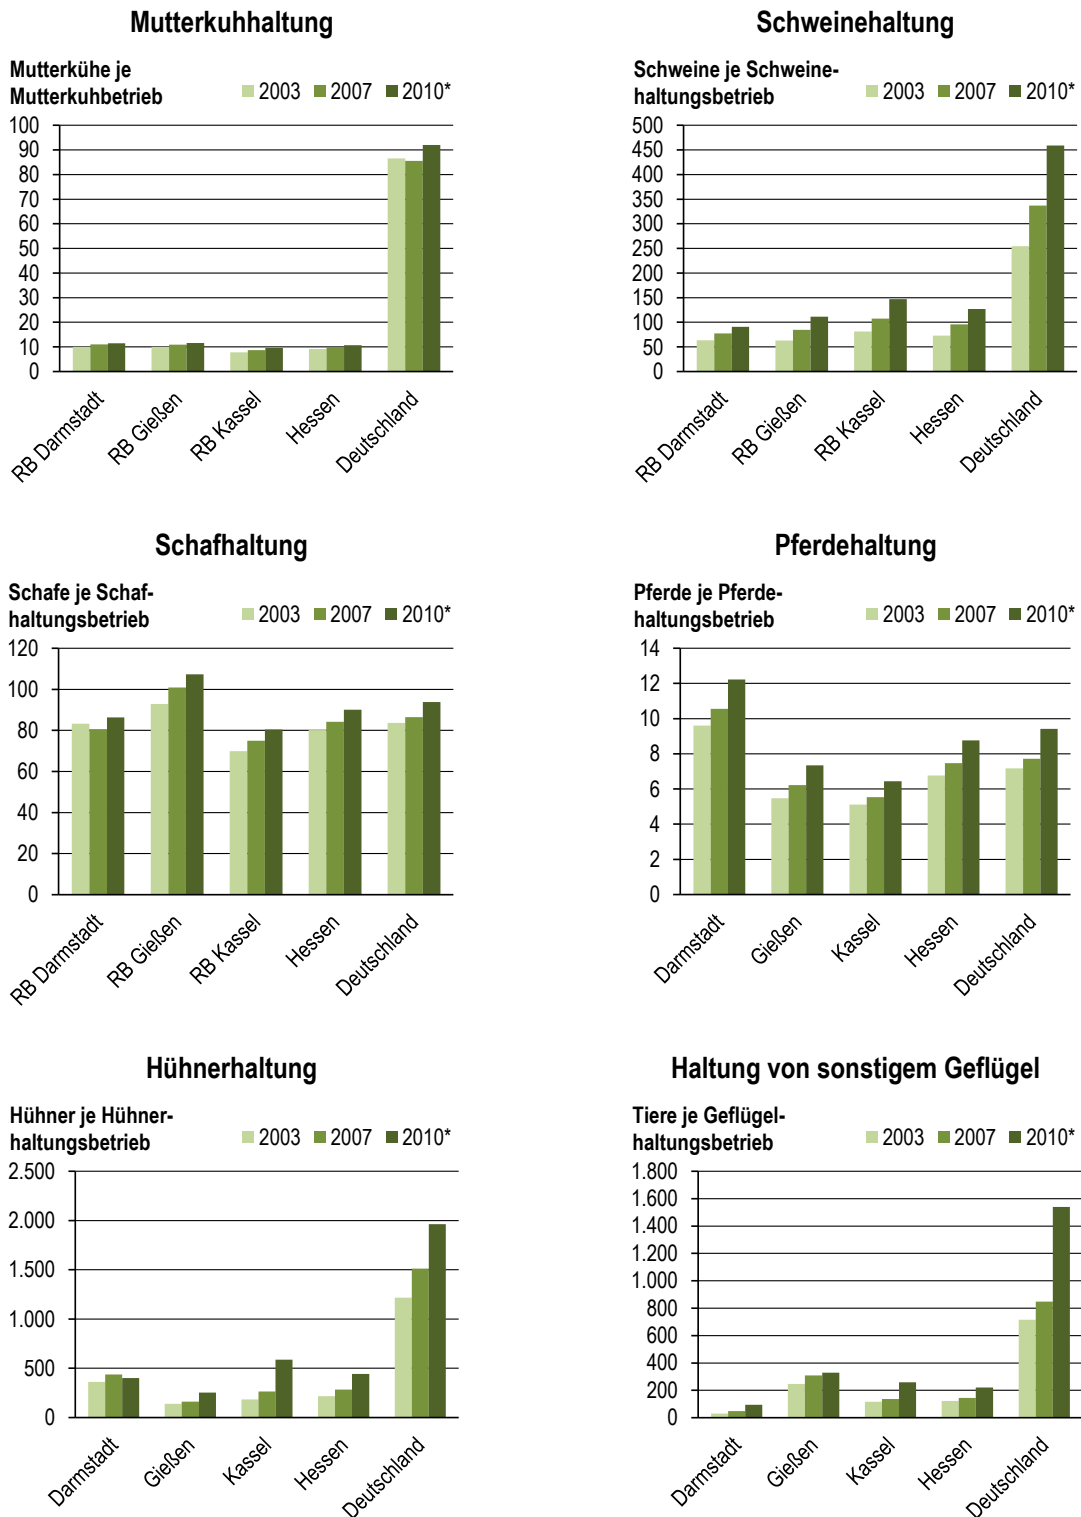 Mutterkuhhaltung
Mutterkühe je
Mutterkuhbetrieb
2003 2007 2010*
100
90
80
70
60
50
40
30
20
10
0
RB Darmstadt
RB Gießen
RB Kassel
Hessen
Deutschland
Schweinehaltung
Schweine je Schweine-
haltungsbetrieb
2003 2007 2010*
500
450
400
350
300
250
200
150
100
50
0
RB Darmstadt
RB Gießen
RB Kassel
Hessen
Deutschland
Schafhaltung
Schafe je Schaf-
haltungsbetrieb
2003 2007 2010*
120
100
80
60
40
20
0
RB Darmstadt
RB Gießen
RB Kassel
Hessen
Deutschland
Pferdehaltung
Pferde je Pferde-
haltungsbetrieb
2003 2007 2010*
14
12
10
8
6
4
2
0
Darmstadt
Gießen
Kassel
Hessen
Deutschland
Hühnerhaltung
Hühner je Hühner-
haltungsbetrieb
2003 2007 2010*
2.500
2.000
1.500
1.000
500
0
Darmstadt
Gießen
Kassel
Hessen
Deutschland
Haltung von sonstigem Geflügel
Tiere je Geflügel-
haltungsbetrieb
2003 2007 2010*
1.800
1.600
1.400
1.200
1.000
800
600
400
200
0
Darmstadt
Gießen
Kassel
Hessen
Deutschland